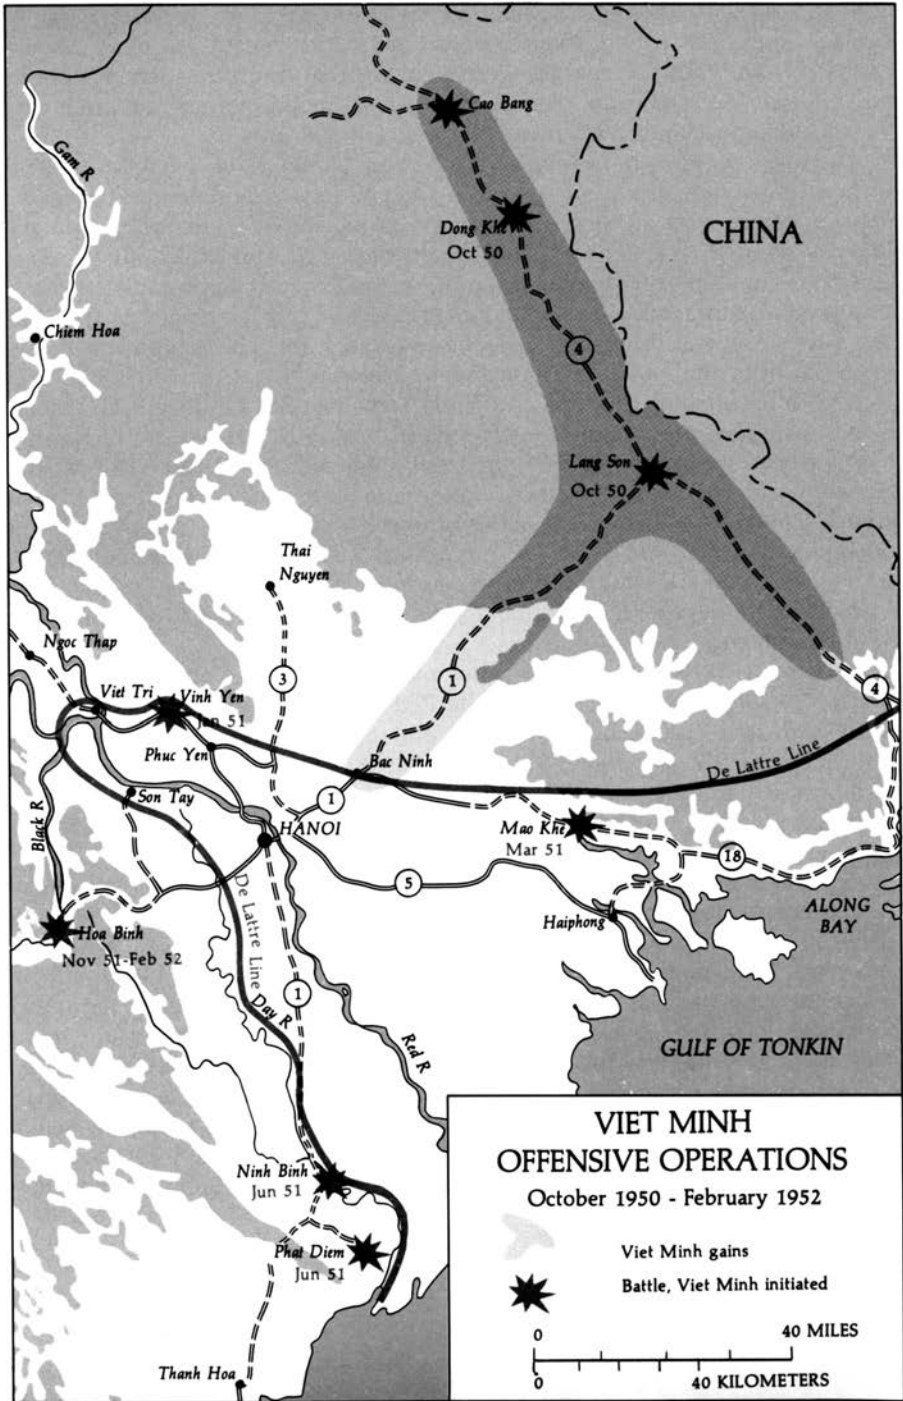 Cao Bang
Gam R
Dong Khe
Oct 50
CHINA
4
Chiem Hoa
Lang Son
Oct 50
Thai
Nguyen
Ngoc Thap
3
1
4
Viet Tri
Vinh Yen
Jan 51
Phuc Yen
Bac Ninh
De Lattre Line
Son Tay
1
HANOI
Mao Khe
Mar 51
Black R
18
5
De Lattre Line
Haiphong
ALONG
BAY
Hoa Binh
Nov 51-Feb 52
1
Day R
Red R
GULF OF TONKIN
Ninh Binh
Jun 51
Phat Diem
Jun 51
Thanh Hoa
VIET MINH
OFFENSIVE OPERATIONS
October 1950 - February 1952
Viet Minh gains
Battle, Viet Minh initiated
0 40 MILES
0 40 KILOMETERS